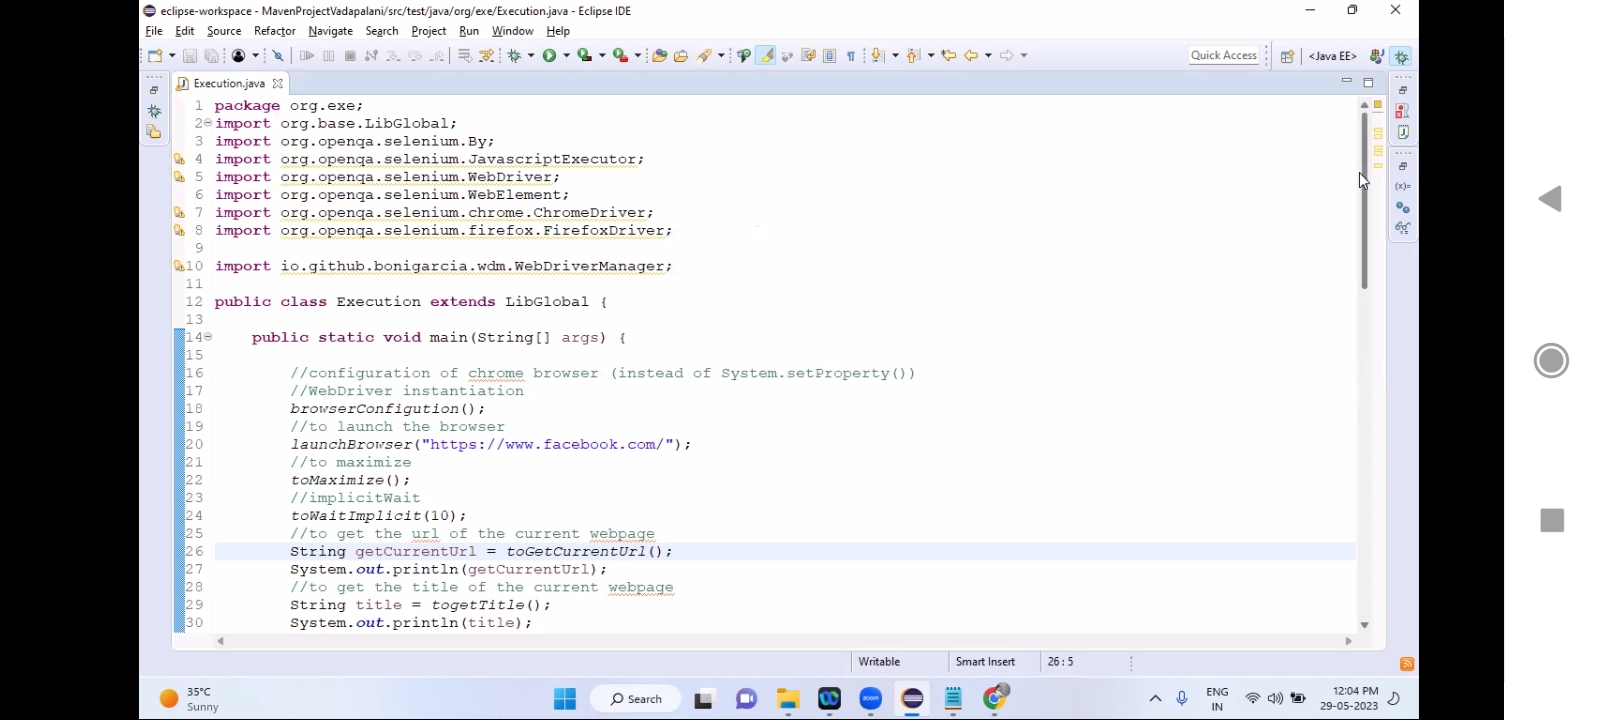 eclipse-workspace - MavenProjectVadapalani/src/test/java/org/exe/Execution.java - Eclipse IDE
File Edit Source Refactor Navigate Search Project Run Window Help
Quick Access <Java EE>
Execution.java
1 package org.exe;
2 import org.base.LibGlobal;
3 import org.openqa.selenium.By;
4 import org.openqa.selenium.JavascriptExecutor;
5 import org.openqa.selenium.WebDriver;
6 import org.openqa.selenium.WebElement;
7 import org.openqa.selenium.chrome.ChromeDriver;
8 import org.openqa.selenium.firefox.FirefoxDriver;
9
10 import io.github.bonigarcia.wdm.WebDriverManager;
11
12 public class Execution extends LibGlobal {
13
14 public static void main(String[] args) {
15
16 //configuration of chrome browser (instead of System.setProperty())
17 //WebDriver instantiation
18 browserConfigution();
19 //to launch the browser
20 launchBrowser("https://www.facebook.com/");
21 //to maximize
22 toMaximize();
23 //implicitWait
24 toWaitImplicit(10);
25 //to get the url of the current webpage
26 String getCurrentUrl = toGetCurrentUrl();
27 System.out.println(getCurrentUrl);
28 //to get the title of the current webpage
29 String title = togetTitle();
30 System.out.println(title);
Writable Smart Insert 26 : 5
35°C
Sunny
Search
ENG
IN
12:04 PM
29-05-2023